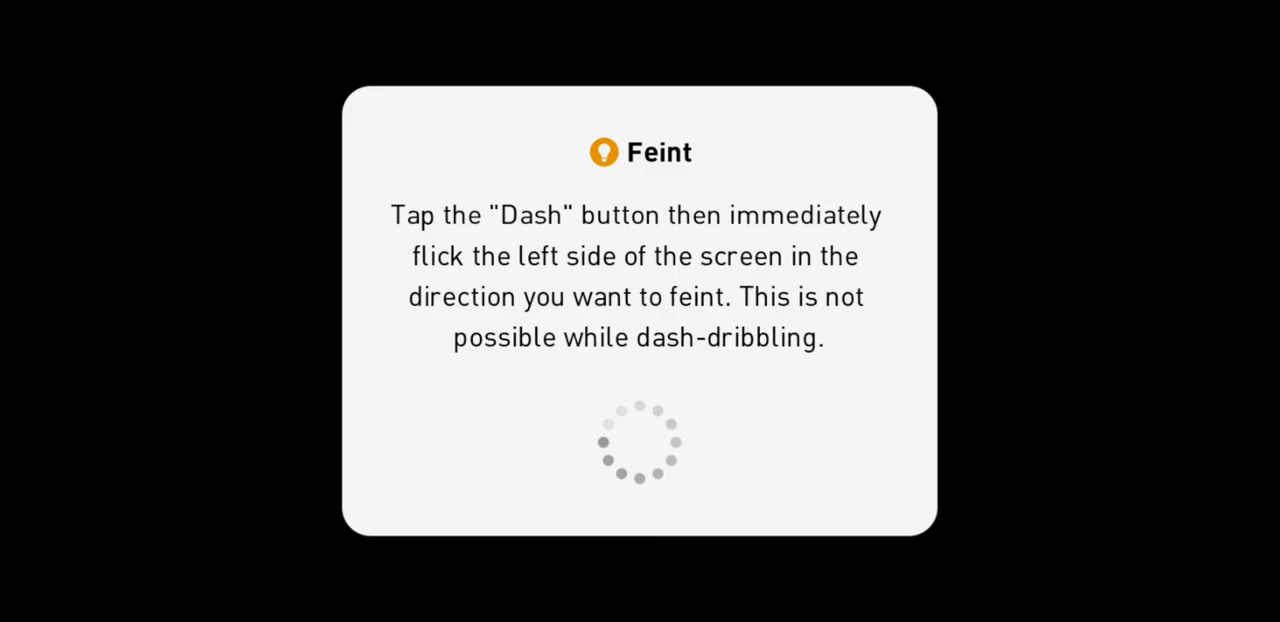 Feint
Tap the "Dash" button then immediately
flick the left side of the screen in the
direction you want to feint. This is not
possible while dash-dribbling.